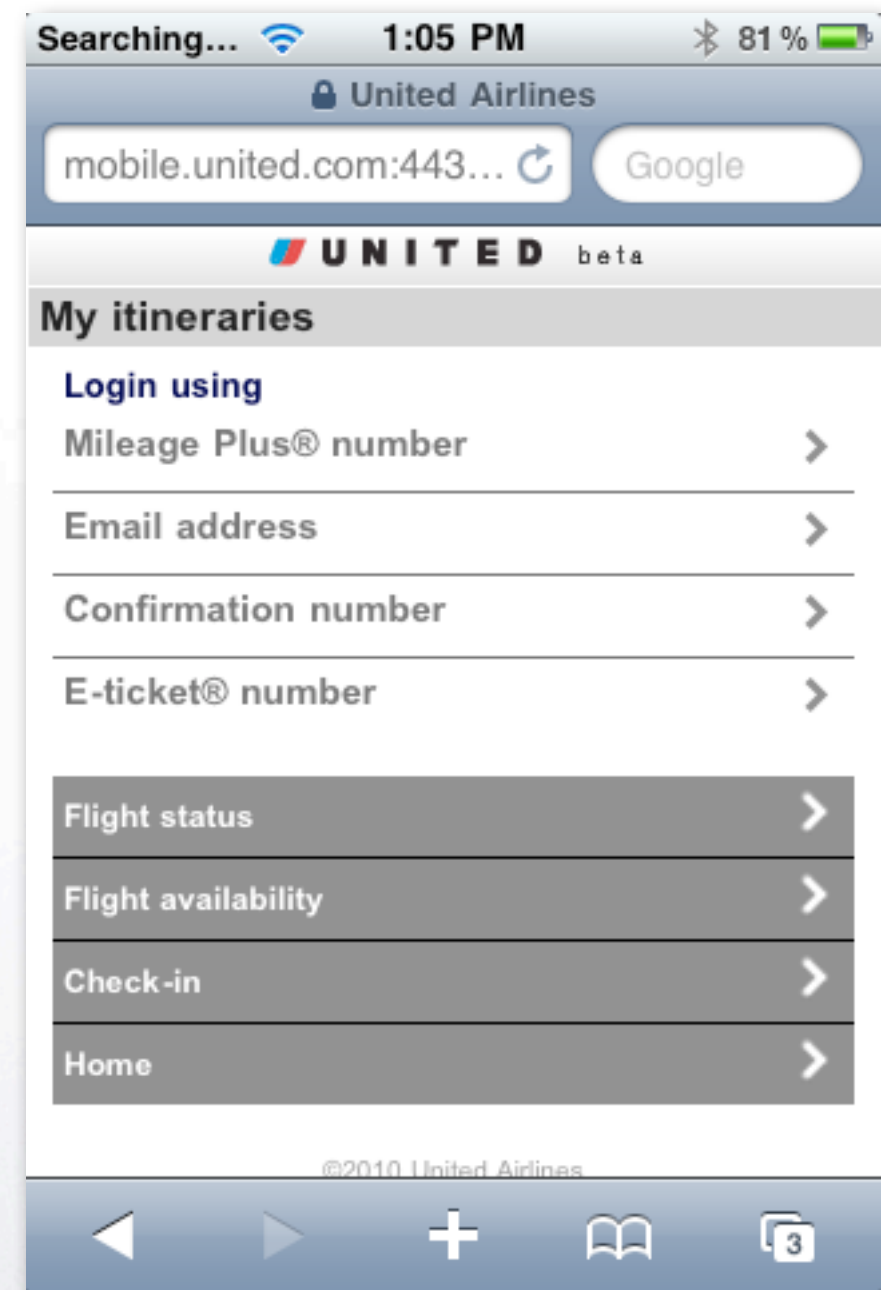 Searching... 1:05 PM 81%
United Airlines
mobile.united.com:443... Google
UNITED beta
My itineraries
Login using
Mileage Plus® number
Email address
Confirmation number
E-ticket® number
Flight status
Flight availability
Check-in
Home
©2010 United Airlines
3